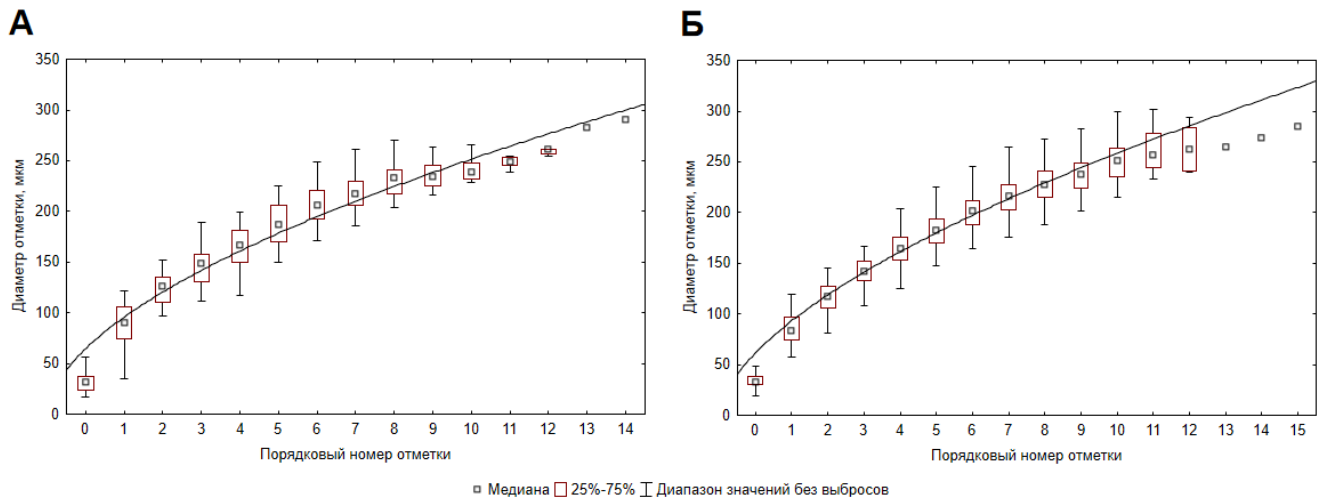 А
Б
350
300
250
200
150
100
50
0
Диаметр отметки, мкм
0 1 2 3 4 5 6 7 8 9 10 11 12 13 14
Порядковый номер отметки
350
300
250
200
150
100
50
0
Диаметр отметки, мкм
0 1 2 3 4 5 6 7 8 9 10 11 12 13 14 15
Порядковый номер отметки
Медиана 25%-75% Диапазон значений без выбросов